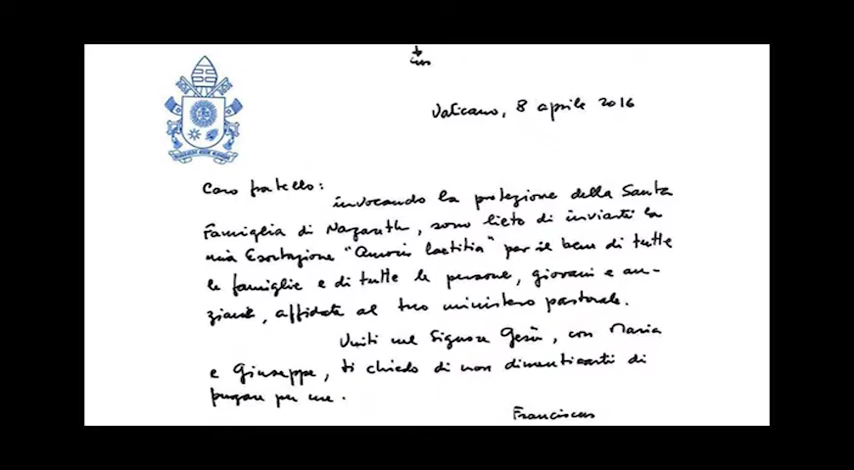 Vaticano, 8 aprile 2016
Caro fratello:
invocando la protezione della Santa
Famiglia di Nazareth, sono lieto di inviarti la
mia Esortazione "Amoris laetitia" per il bene di tutte
le famiglie e di tutte le persone, giovani e an-
ziane, affidate al tuo ministero pastorale.
Uniti nel Signore Gesù, con Maria
e Giuseppe, ti chiedo di non dimenticarti di
pregare per me.
Franciscus